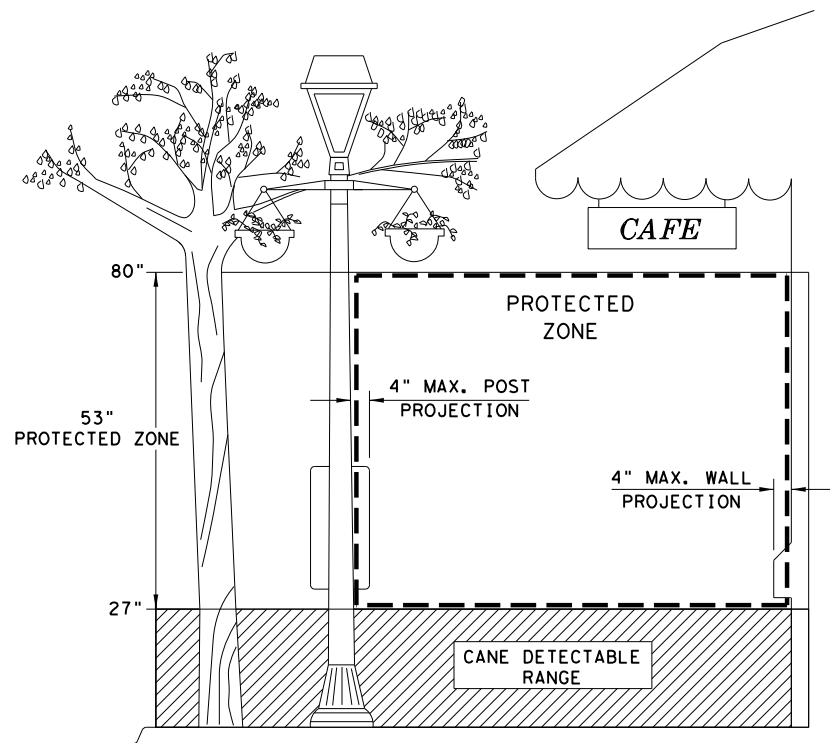 CAFE
80"
PROTECTED
ZONE
4" MAX. POST
PROJECTION
53"
PROTECTED ZONE
4" MAX. WALL
PROJECTION
27"
CANE DETECTABLE
RANGE